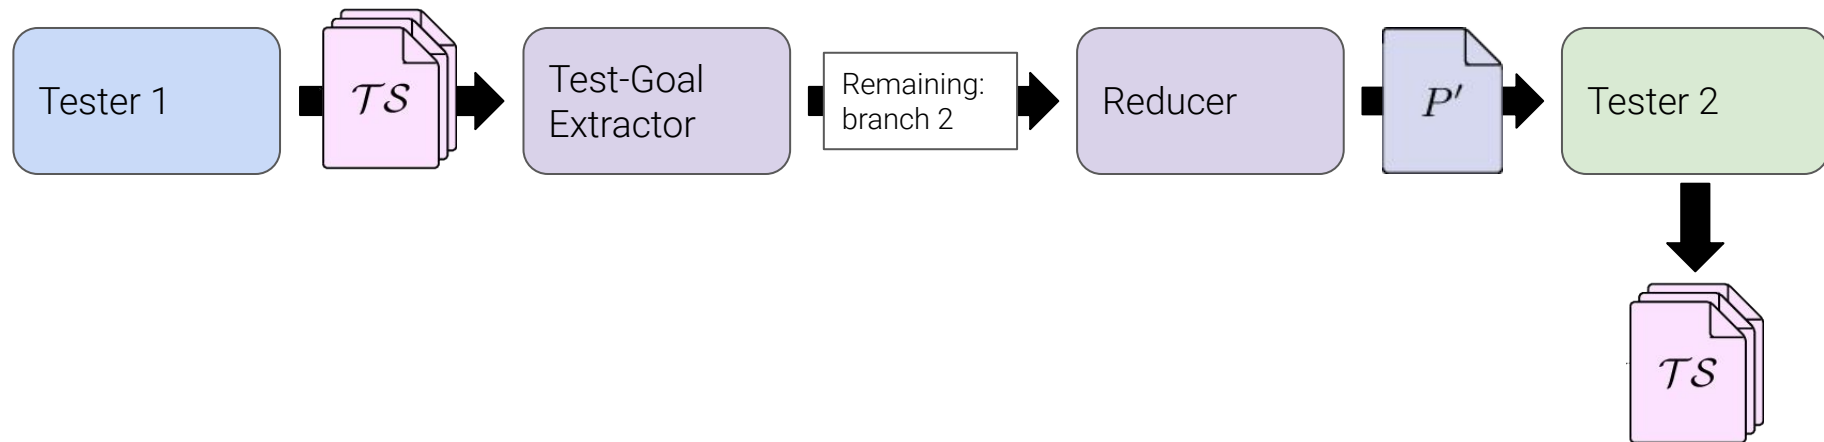 Tester 1
𝒯𝒮
Test-Goal
Extractor
Remaining:
branch 2
Reducer
P′
Tester 2
𝒯𝒮